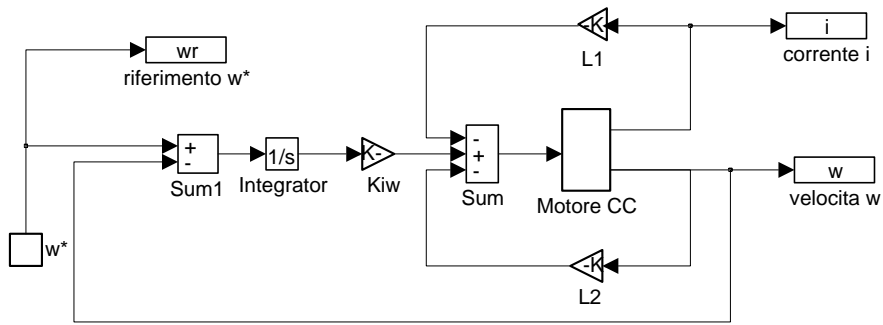 wr
riferimento w*
-K
L1
i
corrente i
+
-
Sum1
1/s
Integrator
K-
Kiw
-
+
-
Sum
Motore CC
w
velocita w
w*
-K
L2